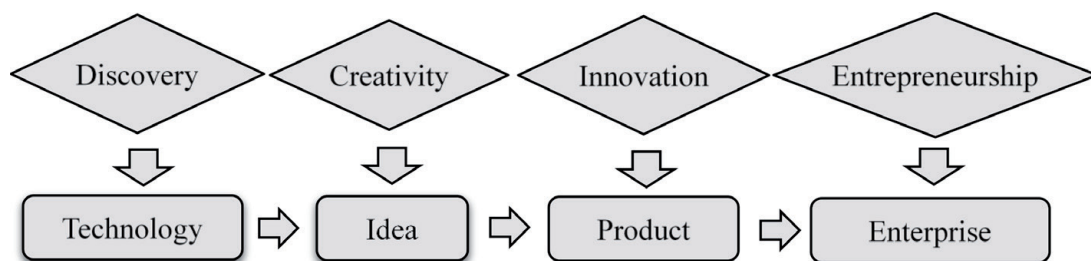 Discovery Creativity Innovation Entrepreneurship
Technology Idea Product Enterprise